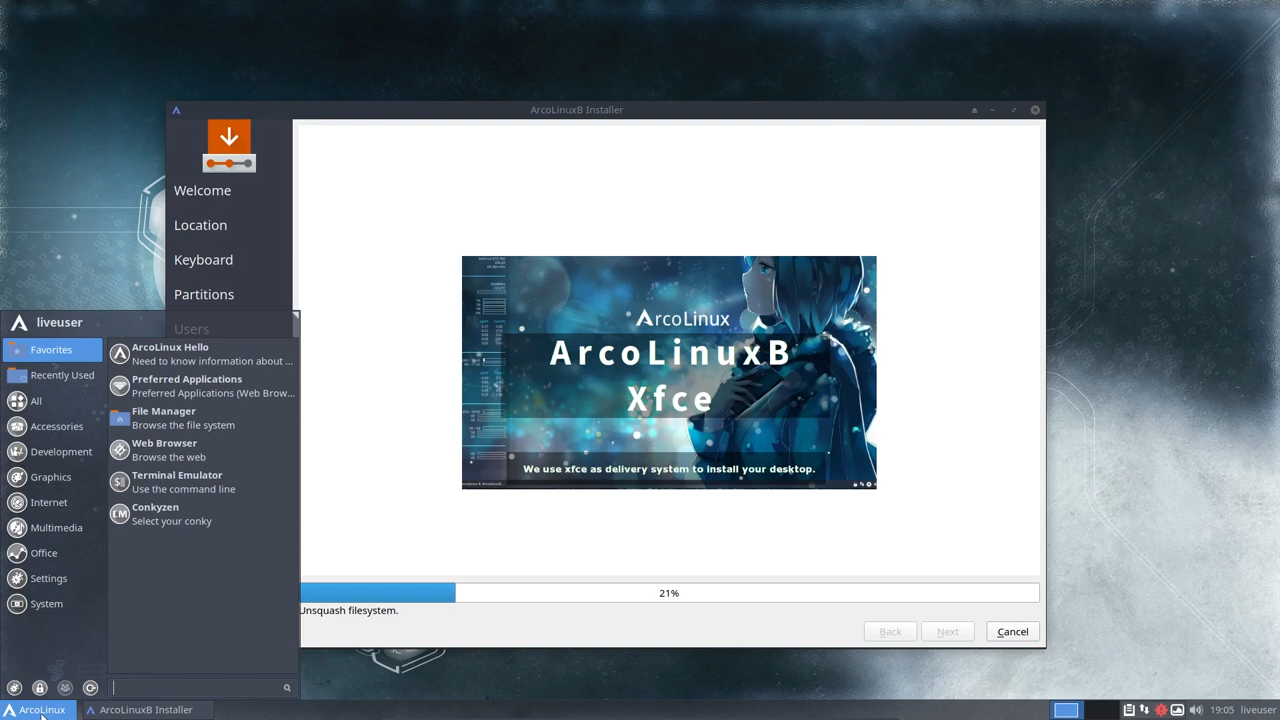 ArcoLinuxB Installer
Welcome
Location
Keyboard
Partitions
Users
ArcoLinux
ArcoLinuxB
Xfce
We use xfce as delivery system to install your desktop.
21%
Unsquash filesystem.
Back
Next
Cancel
liveuser
Favorites
Recently Used
All
Accessories
Development
Graphics
Internet
Multimedia
Office
Settings
System
ArcoLinux Hello
Need to know information about ...
Preferred Applications
Preferred Applications (Web Brow...
File Manager
Browse the file system
Web Browser
Browse the web
Terminal Emulator
Use the command line
Conkyzen
Select your conky
ArcoLinux
ArcoLinuxB Installer
19:05
liveuser